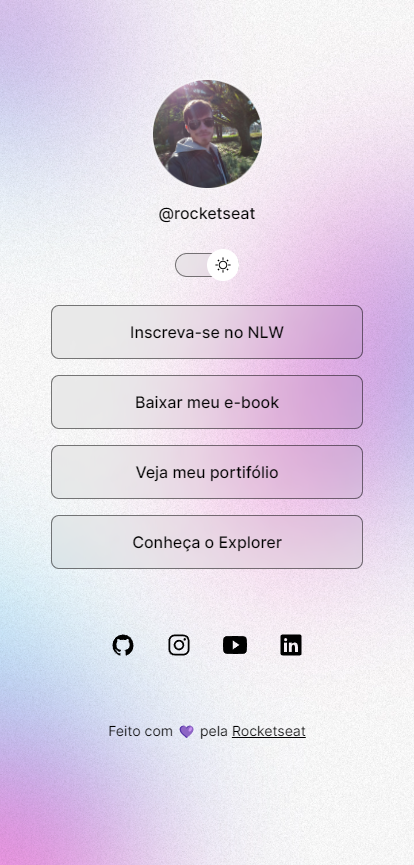 @rocketseat
Inscreva-se no NLW
Baixar meu e-book
Veja meu portifólio
Conheça o Explorer
Feito com 💜 pela Rocketseat